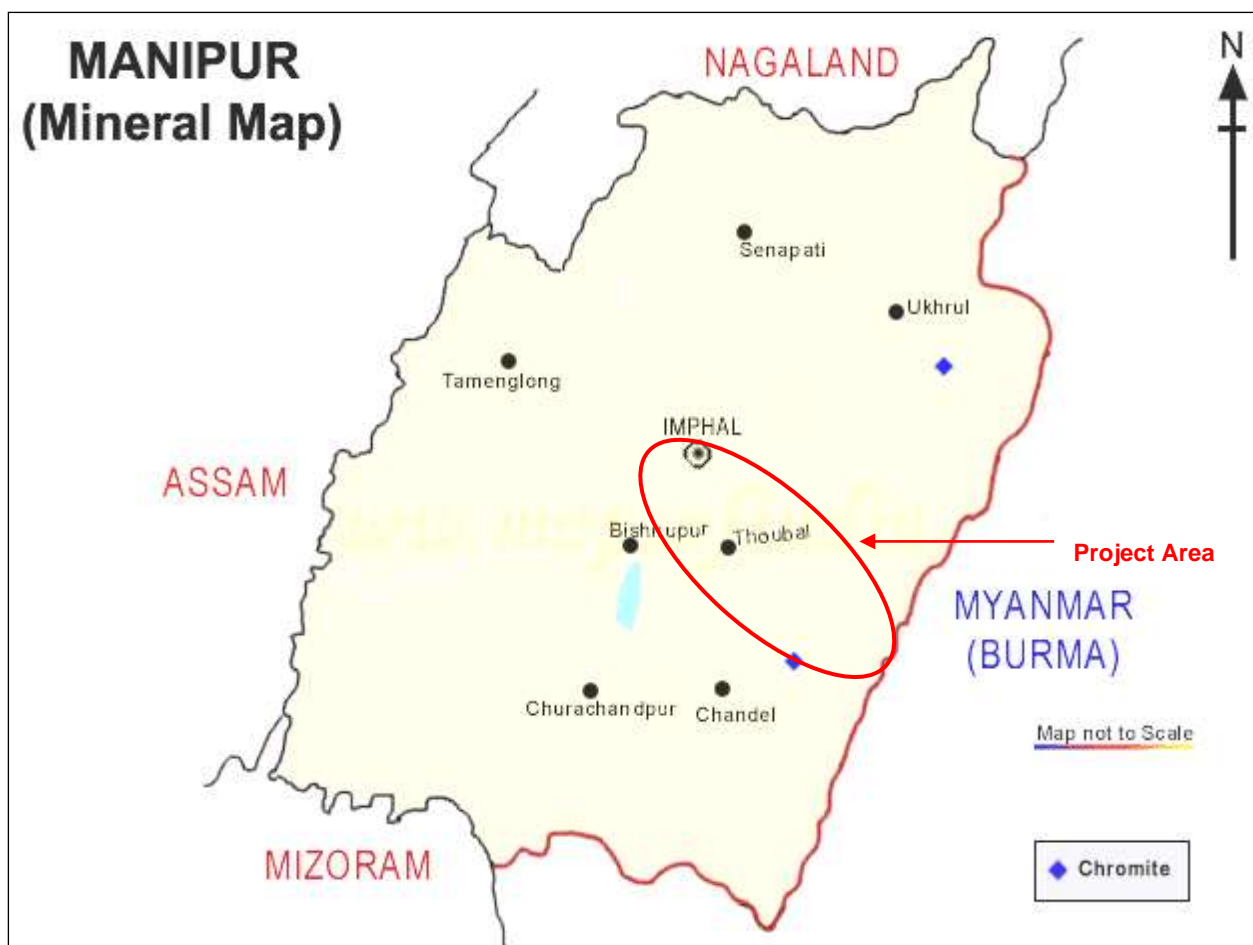 MANIPUR
(Mineral Map)
NAGALAND
N
Senapati
Ukhrul
Tamenglong
IMPHAL
ASSAM
Bishnupur
Thoubal
Project Area
MYANMAR
(BURMA)
Churachandpur
Chandel
Map not to Scale
MIZORAM
Chromite